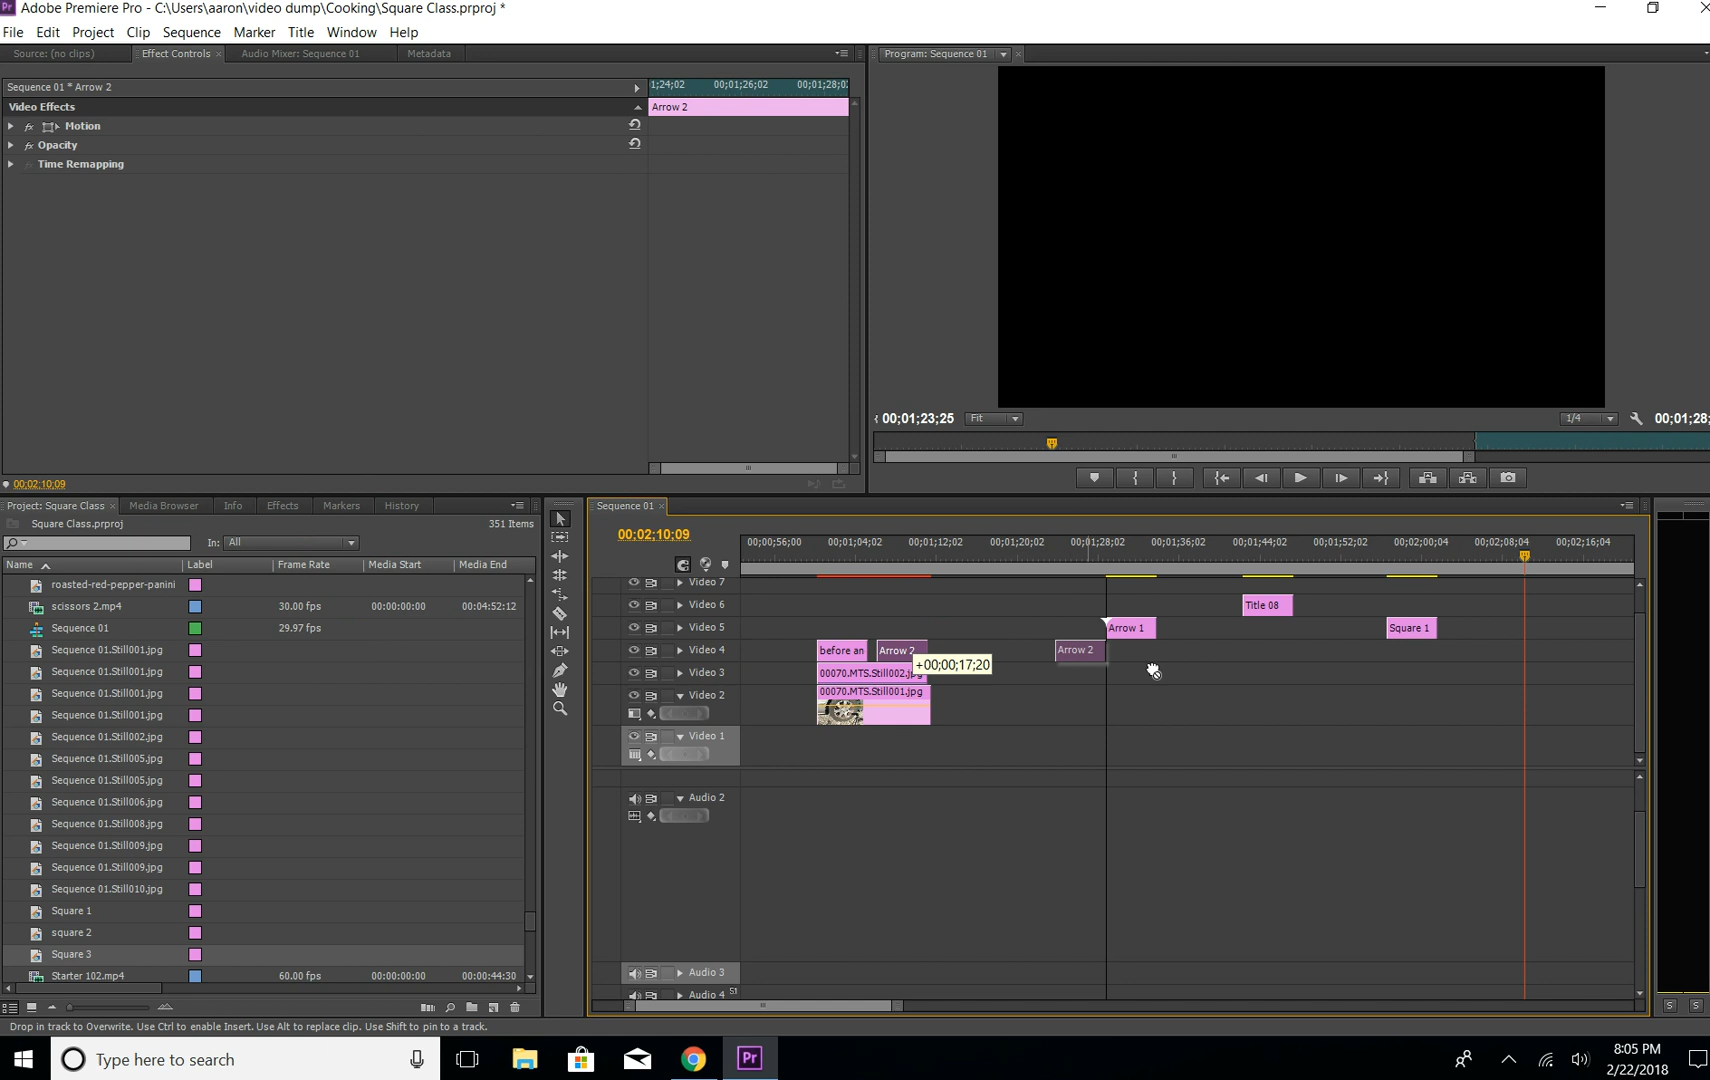 Pr Adobe Premiere Pro - C:\Users\aaron\video dump\Cooking\Square Class.prproj *
File Edit Project Clip Sequence Marker Title Window Help
Source: (no clips) Effect Controls × Audio Mixer: Sequence 01 Metadata
Program: Sequence 01 ×
Sequence 01 * Arrow 2
1;24;02 00;01;26;02 00;01;28;0
Video Effects
Arrow 2
fx Motion
fx Opacity
fx Time Remapping
00;01;23;25 Fit 1/4 00;01;28;
00;02;10;09
Project: Square Class × Media Browser Info Effects Markers History
Square Class.prproj 351 Items
In: All
Name Label Frame Rate Media Start Media End
roasted-red-pepper-panini
scissors 2.mp4 30.00 fps 00:00:00:00 00:04:52:12
Sequence 01 29.97 fps
Sequence 01.Still001.jpg
Sequence 01.Still001.jpg
Sequence 01.Still001.jpg
Sequence 01.Still001.jpg
Sequence 01.Still002.jpg
Sequence 01.Still005.jpg
Sequence 01.Still005.jpg
Sequence 01.Still006.jpg
Sequence 01.Still008.jpg
Sequence 01.Still009.jpg
Sequence 01.Still009.jpg
Sequence 01.Still010.jpg
Square 1
square 2
Square 3
Starter 102.mp4 60.00 fps 00:00:00:00 00:00:44:30
Sequence 01 ×
00;02;10;09
00;00;56;00 00;01;04;02 00;01;12;02 00;01;20;02 00;01;28;02 00;01;36;02 00;01;44;02 00;01;52;02 00;02;00;04 00;02;08;04 00;02;16;04
Video 7
Video 6 Title 08
Video 5 Arrow 1 Square 1
Video 4 before an Arrow 2 Arrow 2
+00;00;17;20
Video 3 00070.MTS.Still002.jpg
Video 2 00070.MTS.Still001.jpg
Video 1
Audio 2
Audio 3
Audio 4 S1
S S
Drop in track to Overwrite. Use Ctrl to enable Insert. Use Alt to replace clip. Use Shift to pin to a track.
Type here to search
Pr
8:05 PM
2/22/2018